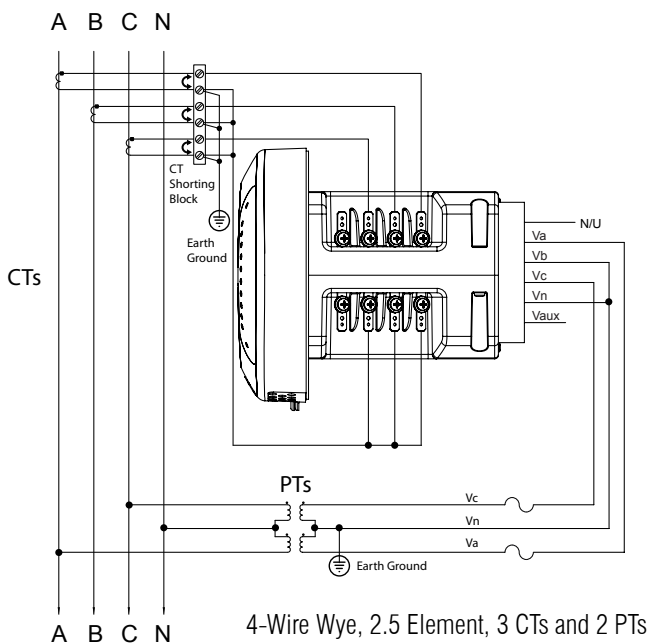 A B C N
CT
Shorting
Block
Earth
Ground
N/U
Va
Vb
Vc
Vn
Vaux
CTs
PTs
Vc
Vn
Va
Earth Ground
A B C N
4-Wire Wye, 2.5 Element, 3 CTs and 2 PTs